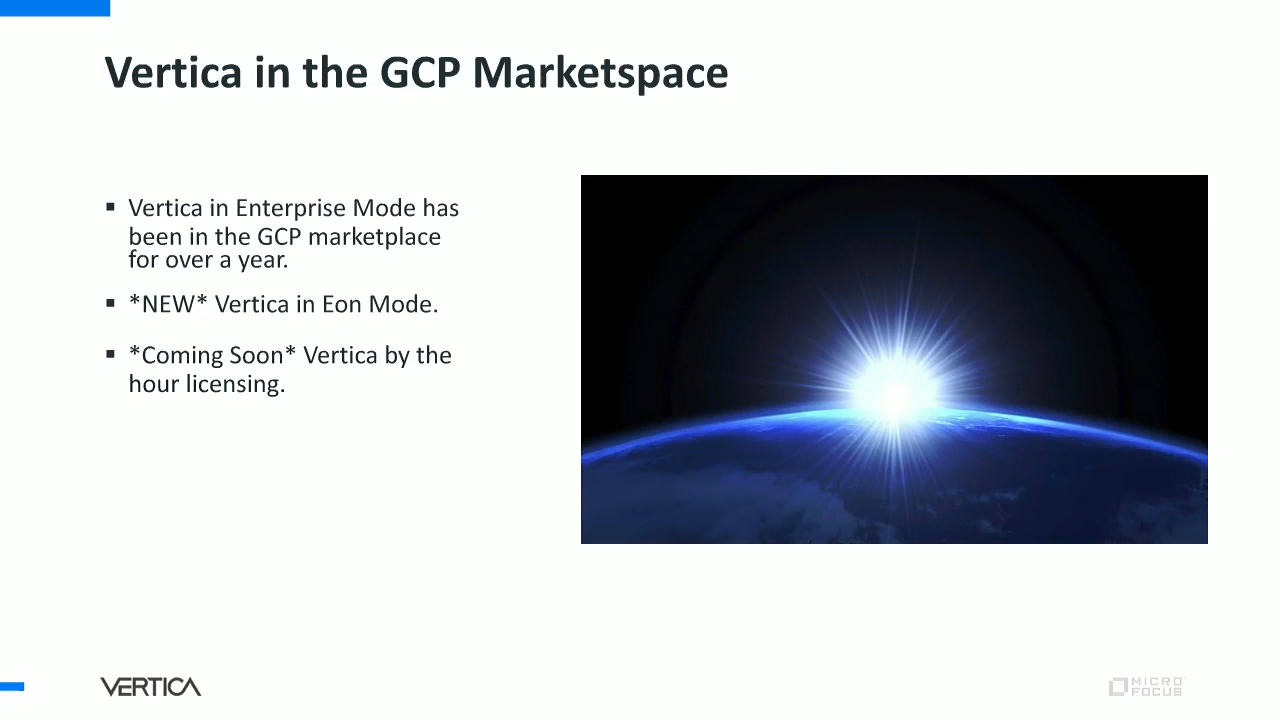 Vertica in the GCP Marketspace
▪ Vertica in Enterprise Mode has
been in the GCP marketplace
for over a year.
▪ *NEW* Vertica in Eon Mode.
▪ *Coming Soon* Vertica by the
hour licensing.
VERTICA
MICRO
FOCUS